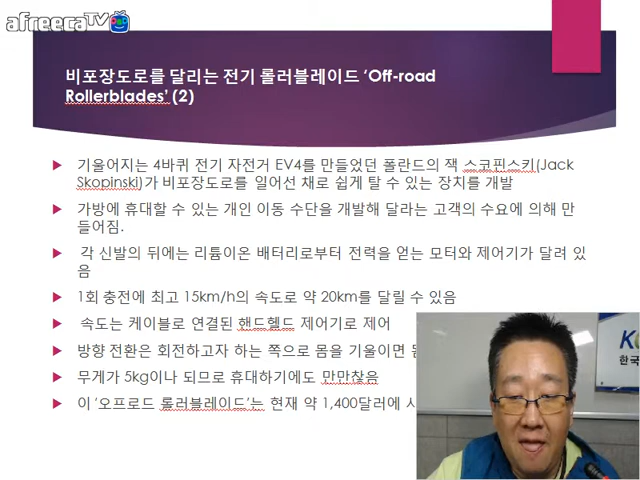 afreecaTV
비포장도로를 달리는 전기 롤러블레이드 ‘Off-road
Rollerblades’ (2)
기울어지는 4바퀴 전기 자전거 EV4를 만들었던 폴란드의 잭 스코핀스키(Jack
Skopinski)가 비포장도로를 일어선 채로 쉽게 탈 수 있는 장치를 개발
가방에 휴대할 수 있는 개인 이동 수단을 개발해 달라는 고객의 수요에 의해 만
들어짐.
각 신발의 뒤에는 리튬이온 배터리로부터 전력을 얻는 모터와 제어기가 달려 있
음
1회 충전에 최고 15km/h의 속도로 약 20km를 달릴 수 있음
속도는 케이블로 연결된 핸드헬드 제어기로 제어
방향 전환은 회전하고자 하는 쪽으로 몸을 기울이면
무게가 5kg이나 되므로 휴대하기에도 만만찮음
이 ‘오프로드 롤러블레이드’는 현재 약 1,400달러에
한국